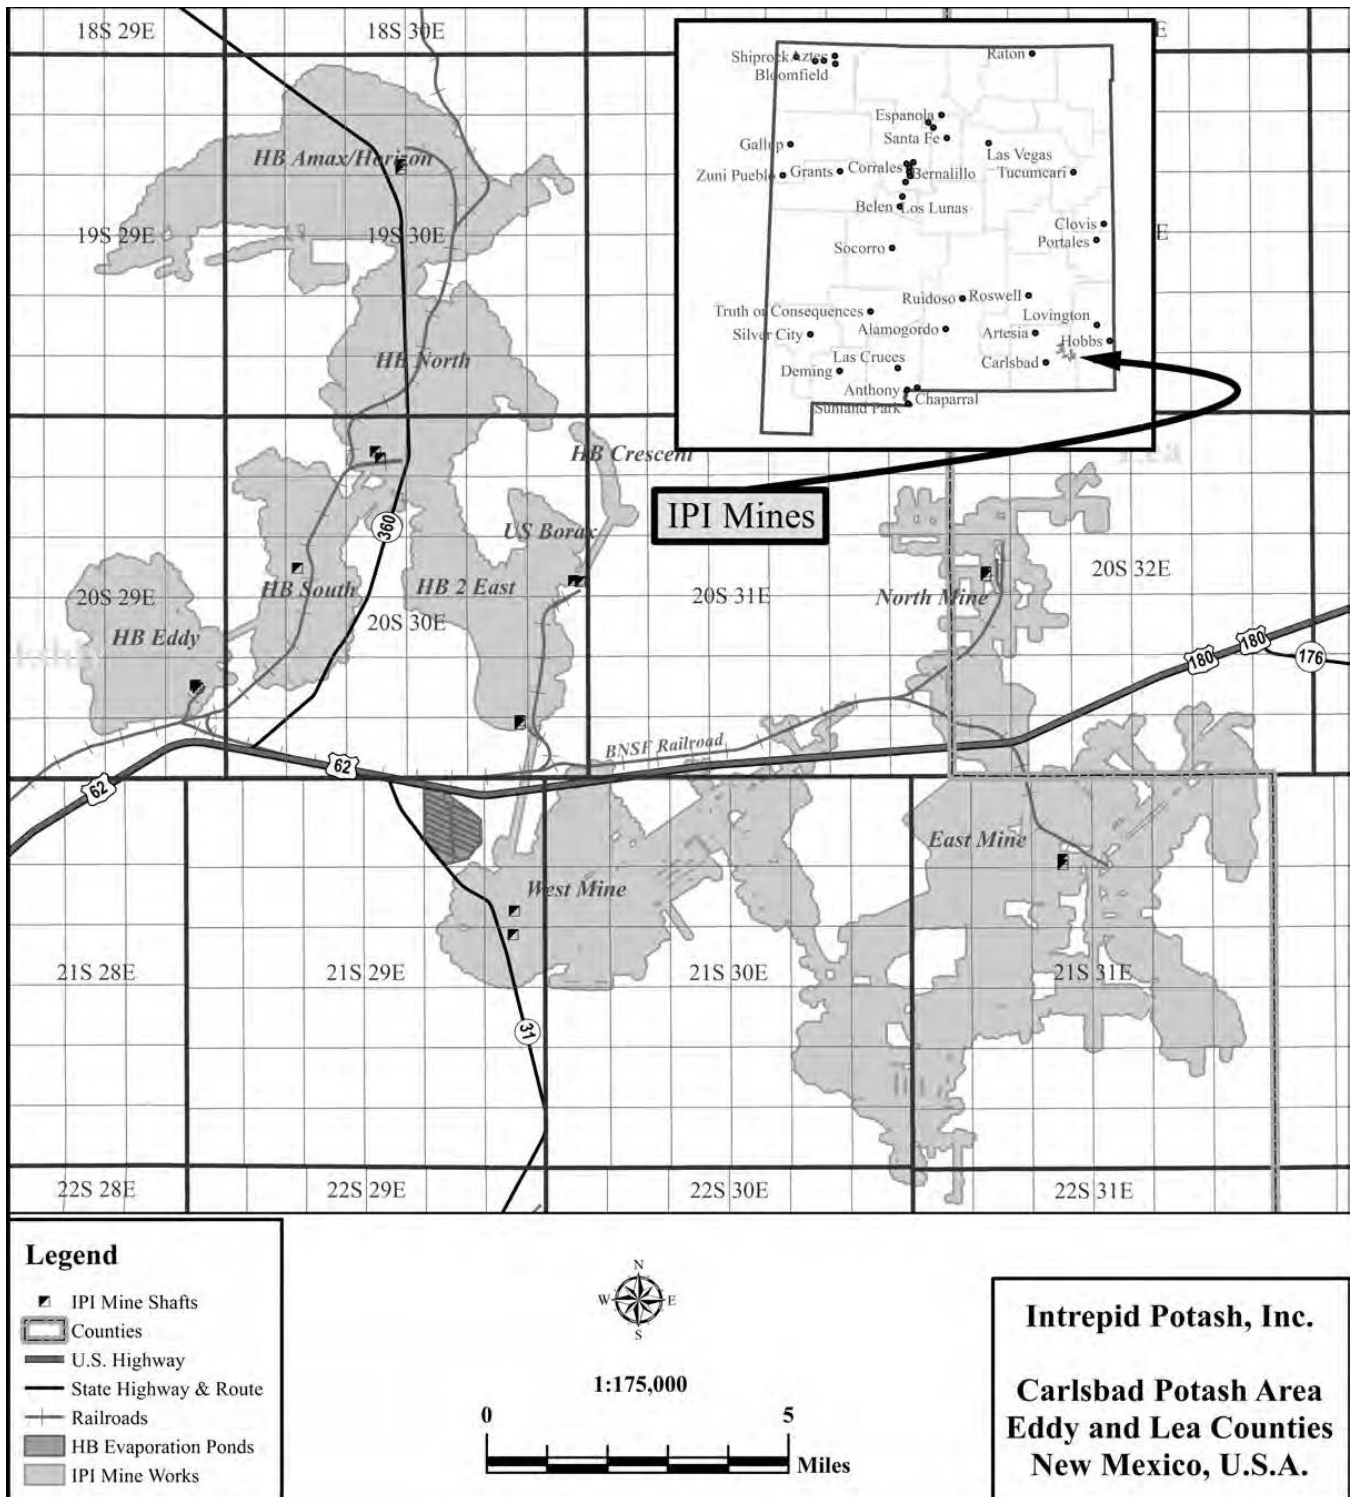 18S 29E
18S 30E
E
Shiprock
Aztec
Raton
Bloomfield
Espanola
Santa Fe
Gallup
Las Vegas
Zuni Pueblo
Grants
Corrales
Bernalillo
Tucumcari
Belen
Los Lunas
Clovis
Portales
Socorro
Ruidoso
Roswell
Truth or Consequences
Lovington
Silver City
Alamogordo
Artesia
Hobbs
Las Cruces
Deming
Carlsbad
Anthony
Chaparral
Sunland Park
HB Amax/Horizon
19S 29E
19S 30E
E
HB North
HB Crescent
Lea
IPI Mines
360
US Borax
20S 29E
HB South
HB 2 East
20S 31E
North Mine
20S 32E
20S 30E
HB Eddy
180
180
176
BNSF Railroad
62
62
East Mine
West Mine
21S 28E
21S 29E
21S 30E
21S 31E
31
22S 28E
22S 29E
22S 30E
22S 31E
Legend
IPI Mine Shafts
Counties
U.S. Highway
State Highway & Route
Railroads
HB Evaporation Ponds
IPI Mine Works
N
W E
S
1:175,000
0 5
Miles
Intrepid Potash, Inc.
Carlsbad Potash Area
Eddy and Lea Counties
New Mexico, U.S.A.